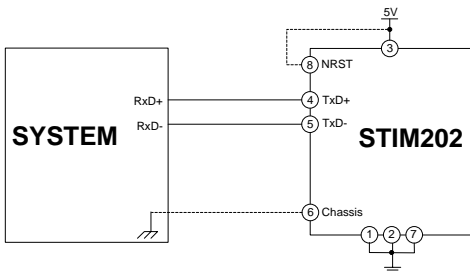 5V
3
8 NRST
RxD+ 4 TxD+
RxD- 5 TxD-
SYSTEM STIM202
6 Chassis
1 2 7